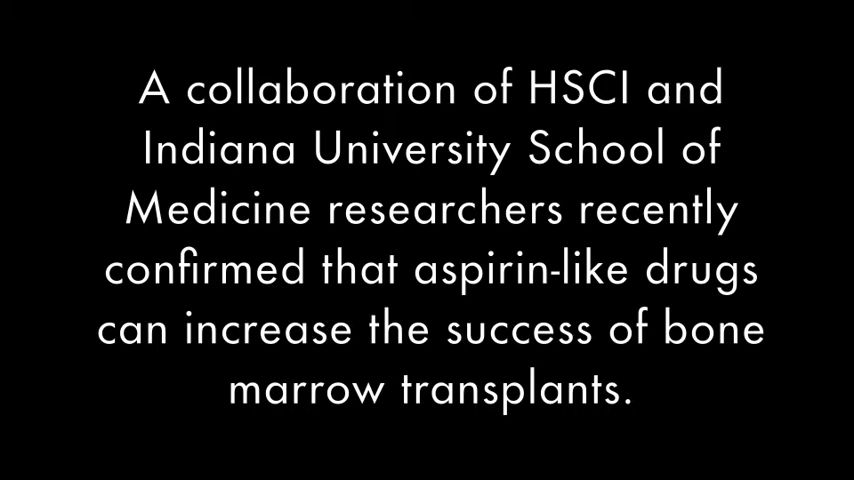 A collaboration of HSCI and
Indiana University School of
Medicine researchers recently
confirmed that aspirin-like drugs
can increase the success of bone
marrow transplants.